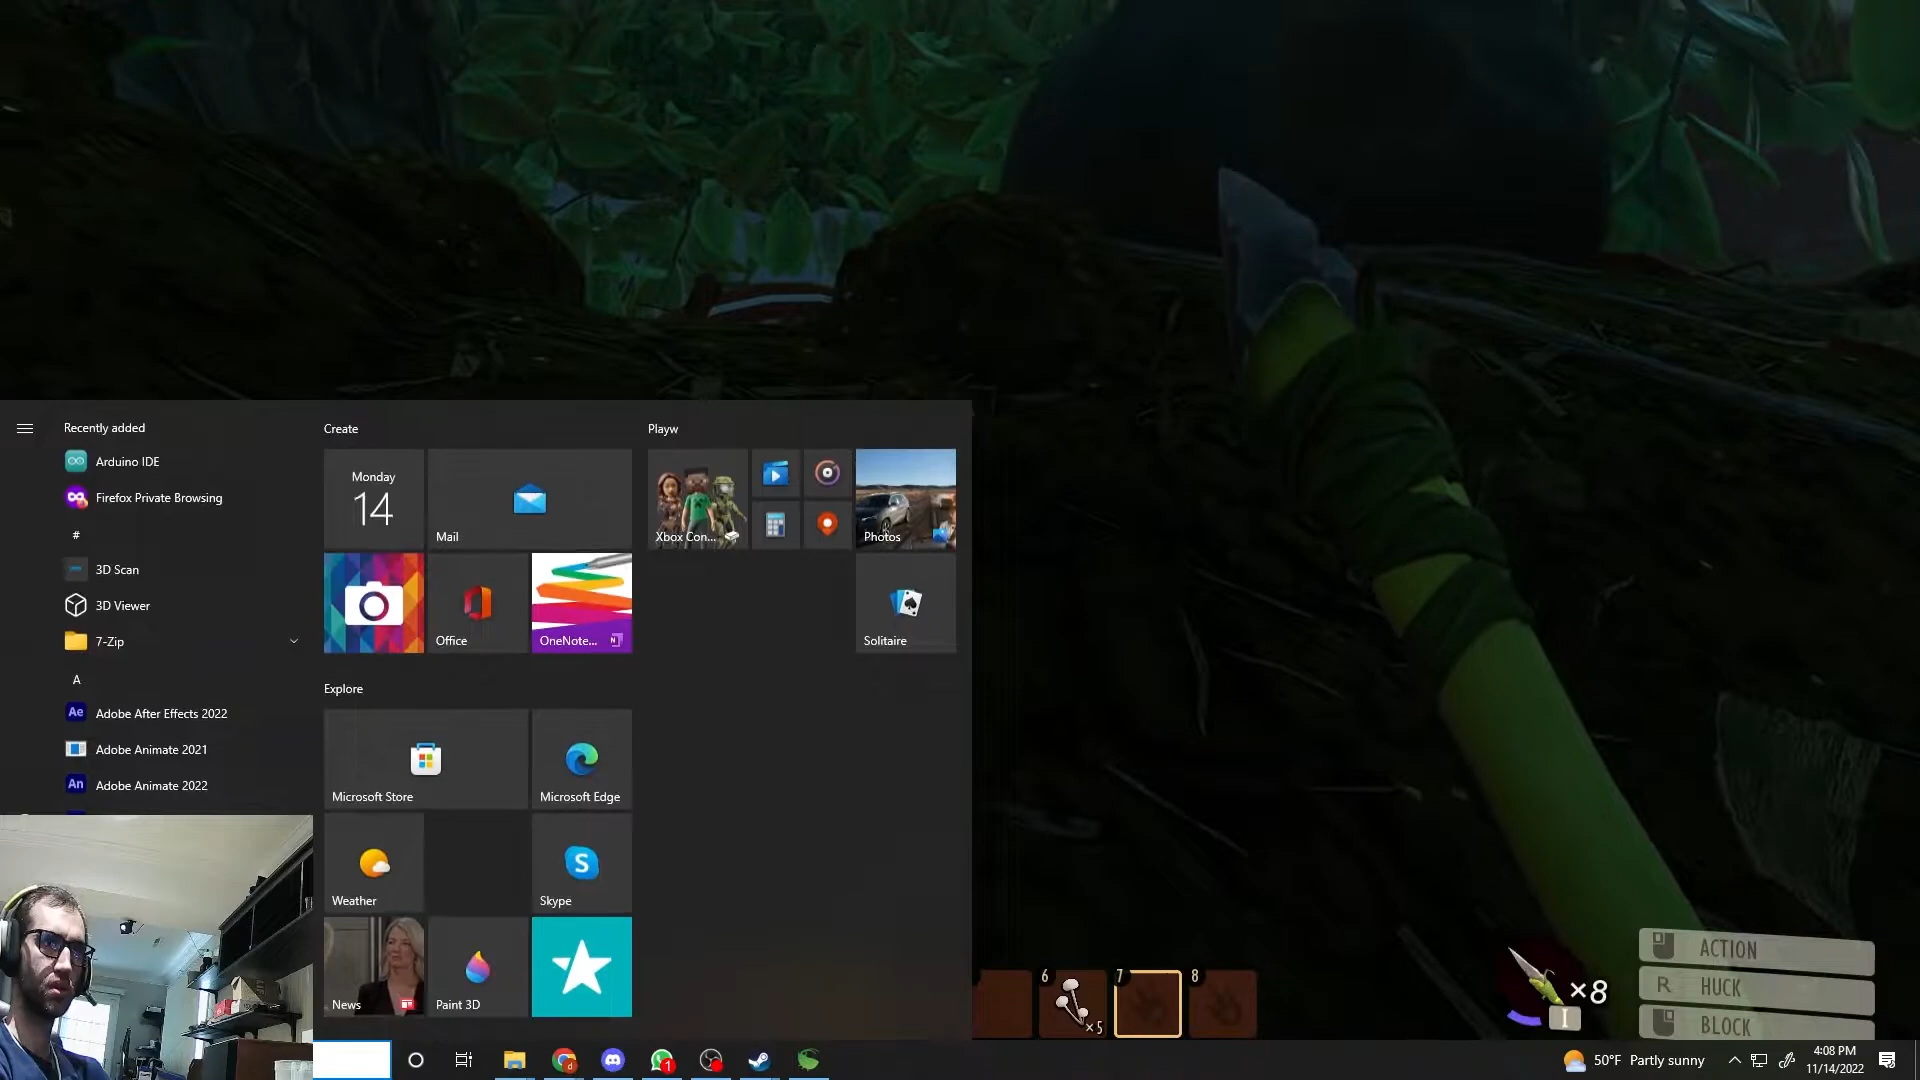 Recently added
Arduino IDE
Firefox Private Browsing
#
3D Scan
3D Viewer
7-Zip
A
Ae
Adobe After Effects 2022
Adobe Animate 2021
An
Adobe Animate 2022
Create
Monday
14
Mail
Office
OneNote...
N
Explore
Microsoft Store
Microsoft Edge
Weather
S
Skype
News
Paint 3D
Playw
Xbox Con...
Photos
Solitaire
6
×5
7
8
×8
I
ACTION
R HUCK
BLOCK
1
50°F Partly sunny
4:08 PM
11/14/2022